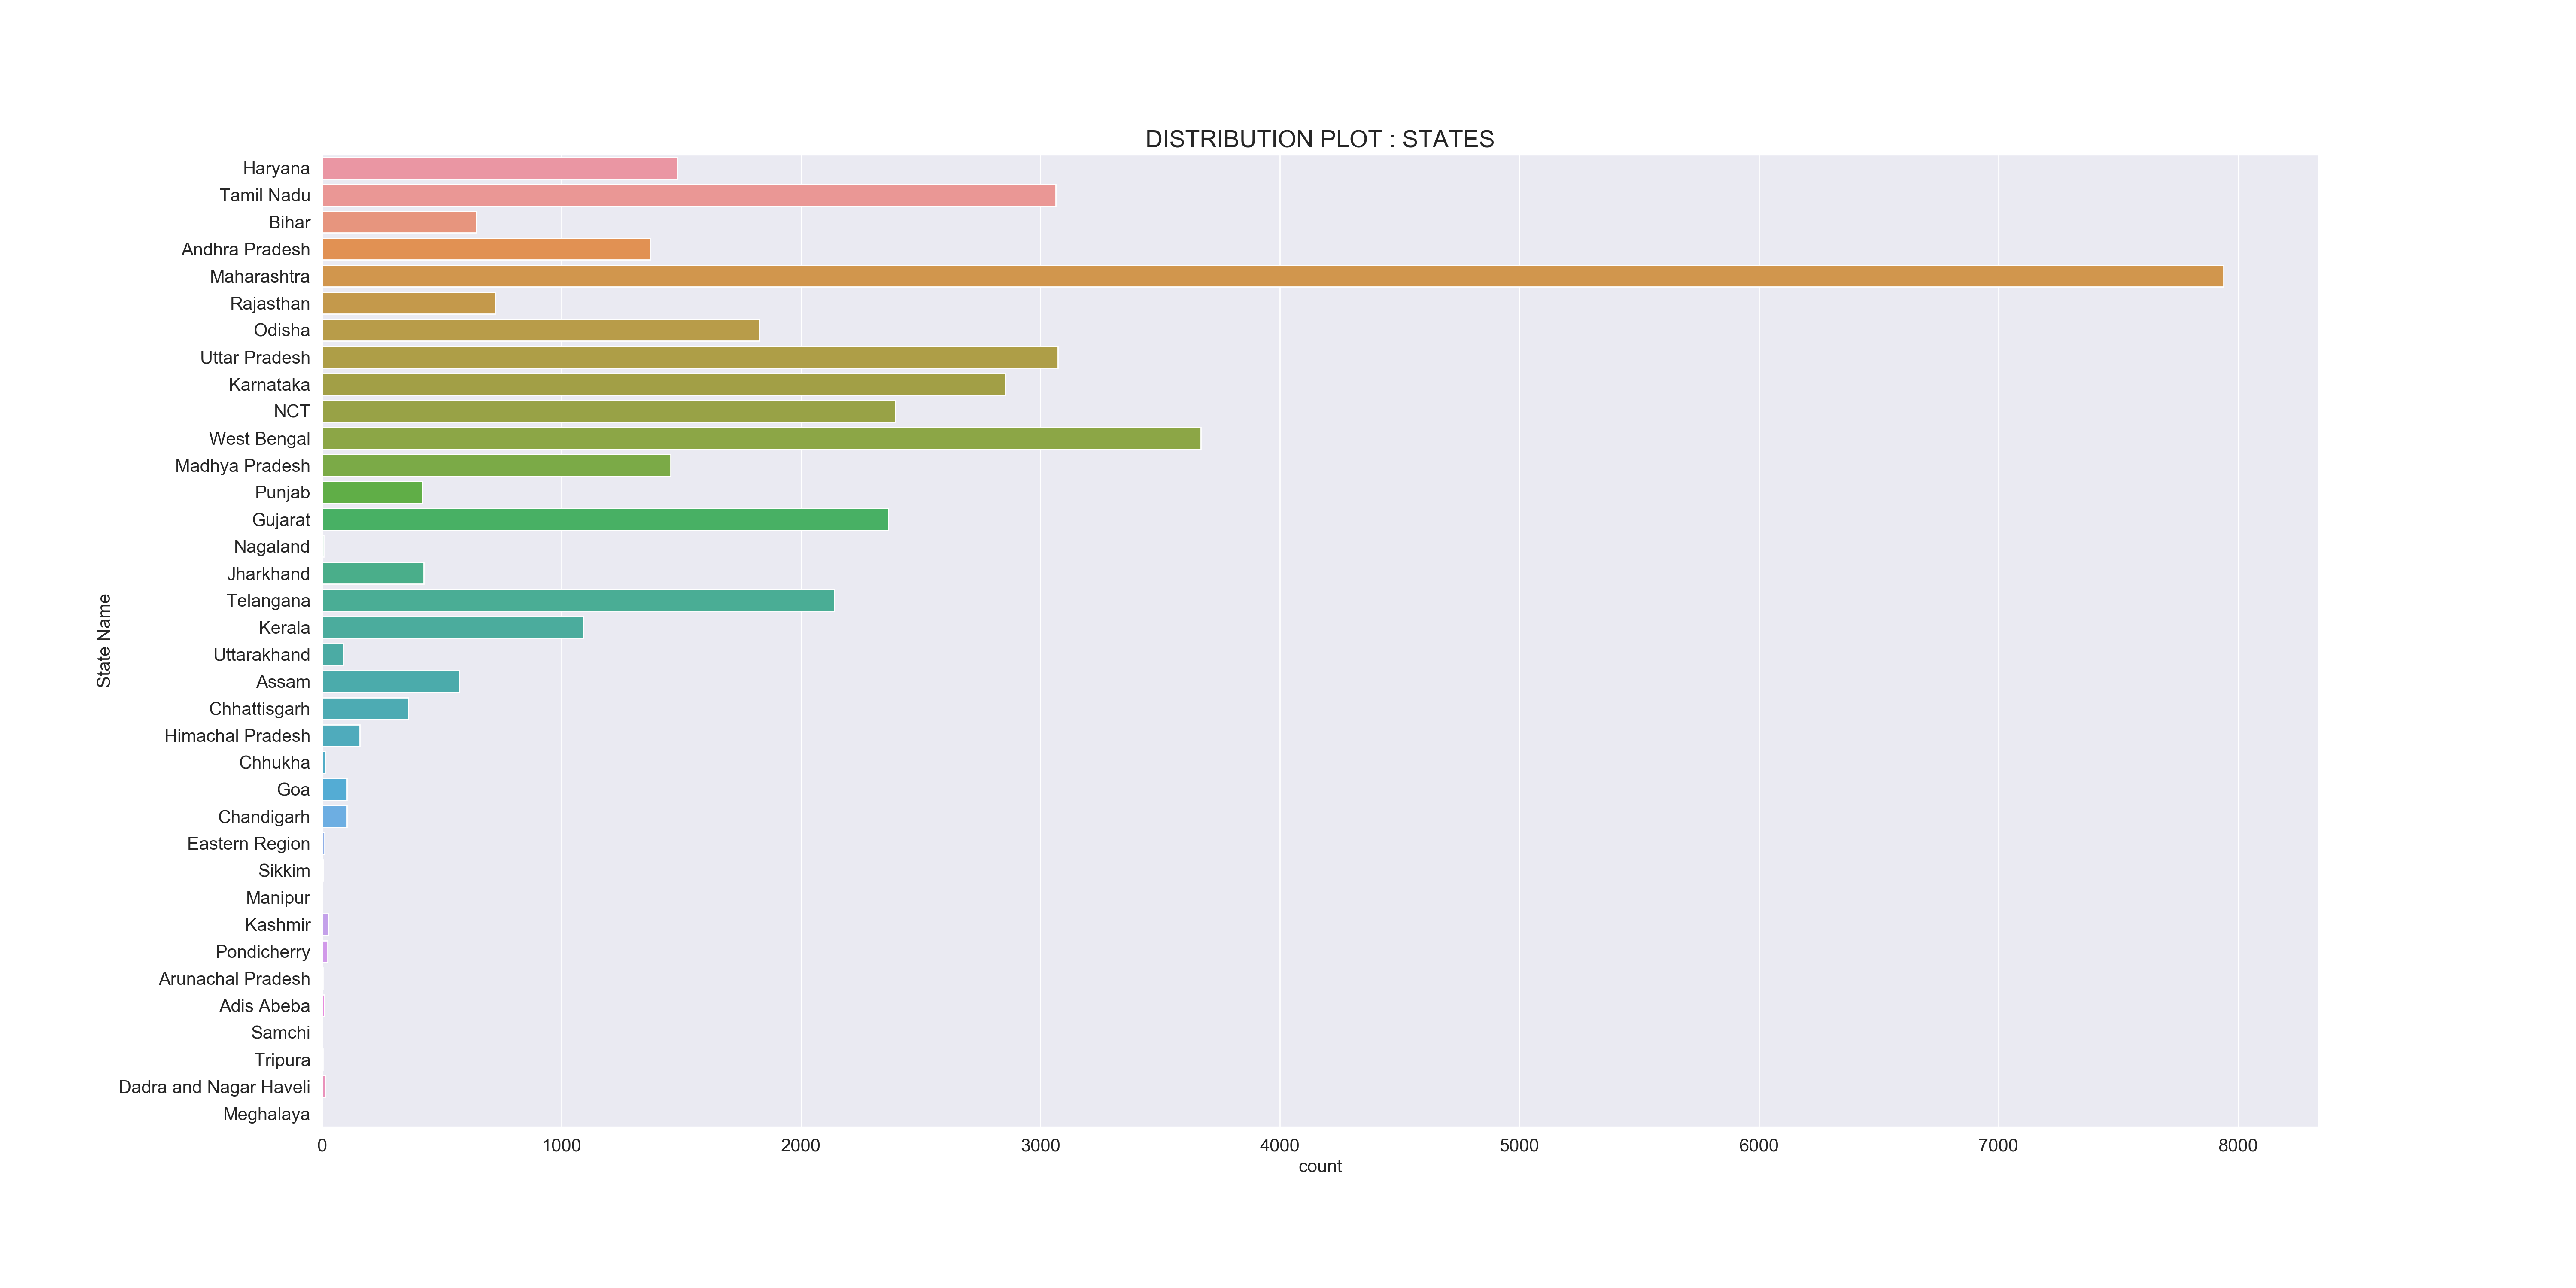 DISTRIBUTION PLOT : STATES
State Name
Haryana
Tamil Nadu
Bihar
Andhra Pradesh
Maharashtra
Rajasthan
Odisha
Uttar Pradesh
Karnataka
NCT
West Bengal
Madhya Pradesh
Punjab
Gujarat
Nagaland
Jharkhand
Telangana
Kerala
Uttarakhand
Assam
Chhattisgarh
Himachal Pradesh
Chhukha
Goa
Chandigarh
Eastern Region
Sikkim
Manipur
Kashmir
Pondicherry
Arunachal Pradesh
Adis Abeba
Samchi
Tripura
Dadra and Nagar Haveli
Meghalaya
0 1000 2000 3000 4000 5000 6000 7000 8000
count